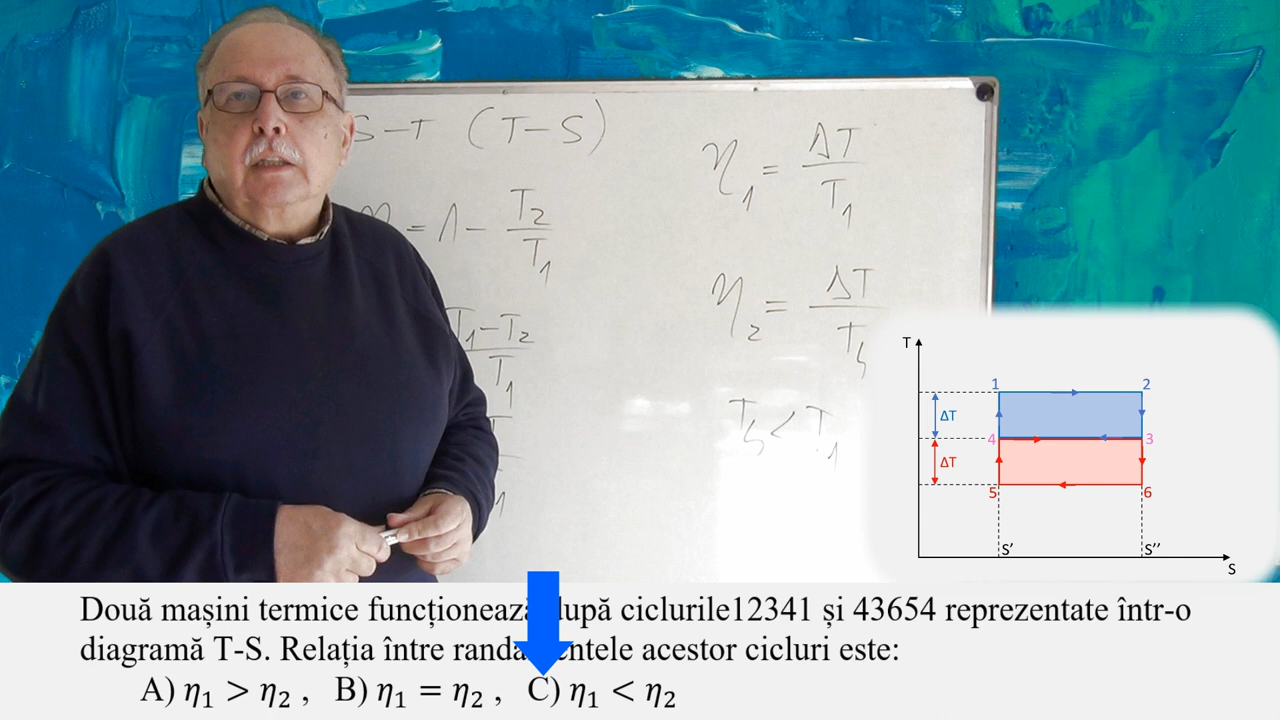 S-T (T-S)
η = 1 - T2/T1
T1-T2/T1
η1 = ΔT/T1
η2 = ΔT/T
T < T1
T
1 2
ΔT
4 3
ΔT
5 6
S' S''
S
Două mașini termice funcționează după ciclurile12341 și 43654 reprezentate într-o
diagramă T-S. Relația între randamentele acestor cicluri este:
A) η1 > η2 , B) η1 = η2 , C) η1 < η2